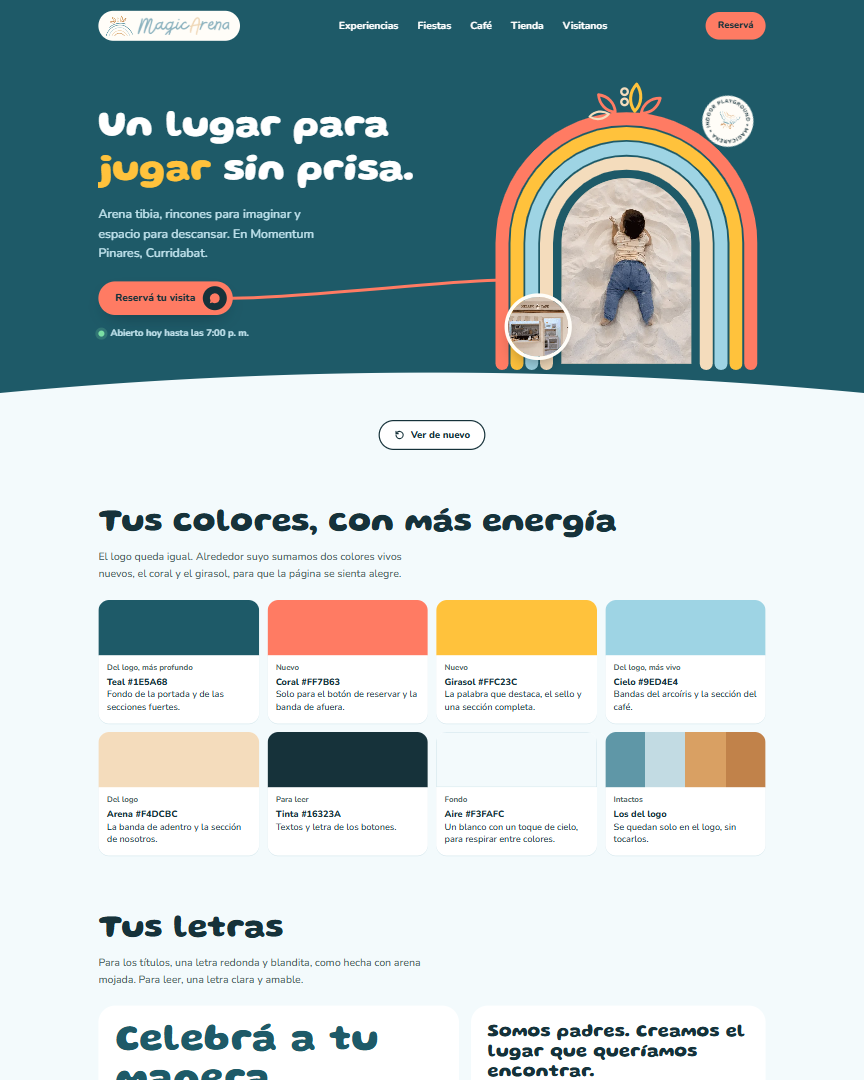 MagicArena
Experiencias
Fiestas
Café
Tienda
Visitanos
Reservá
Un lugar para
jugar sin prisa.
INDOOR PLAYGROUND • MAGICARENA •
Arena tibia, rincones para imaginar y
espacio para descansar. En Momentum
Pinares, Curridabat.
Reservá tu visita
Abierto hoy hasta las 7:00 p. m.
Ver de nuevo
Tus colores, con más energía
El logo queda igual. Alrededor suyo sumamos dos colores vivos
nuevos, el coral y el girasol, para que la página se sienta alegre.
Del logo, más profundo
Teal #1E5A68
Fondo de la portada y de las
secciones fuertes.
Nuevo
Coral #FF7B63
Solo para el botón de reservar y la
banda de afuera.
Nuevo
Girasol #FFC23C
La palabra que destaca, el sello y
una sección completa.
Del logo, más vivo
Cielo #9ED4E4
Bandas del arcoíris y la sección del
café.
Del logo
Arena #F4DCBC
La banda de adentro y la sección
de nosotros.
Para leer
Tinta #16323A
Textos y letra de los botones.
Fondo
Aire #F3FAFC
Un blanco con un toque de cielo,
para respirar entre colores.
Intactos
Los del logo
Se quedan solo en el logo, sin
tocarlos.
Tus letras
Para los títulos, una letra redonda y blandita, como hecha con arena
mojada. Para leer, una letra clara y amable.
Celebrá a tu
manera
Somos padres. Creamos el
lugar que queríamos
encontrar.